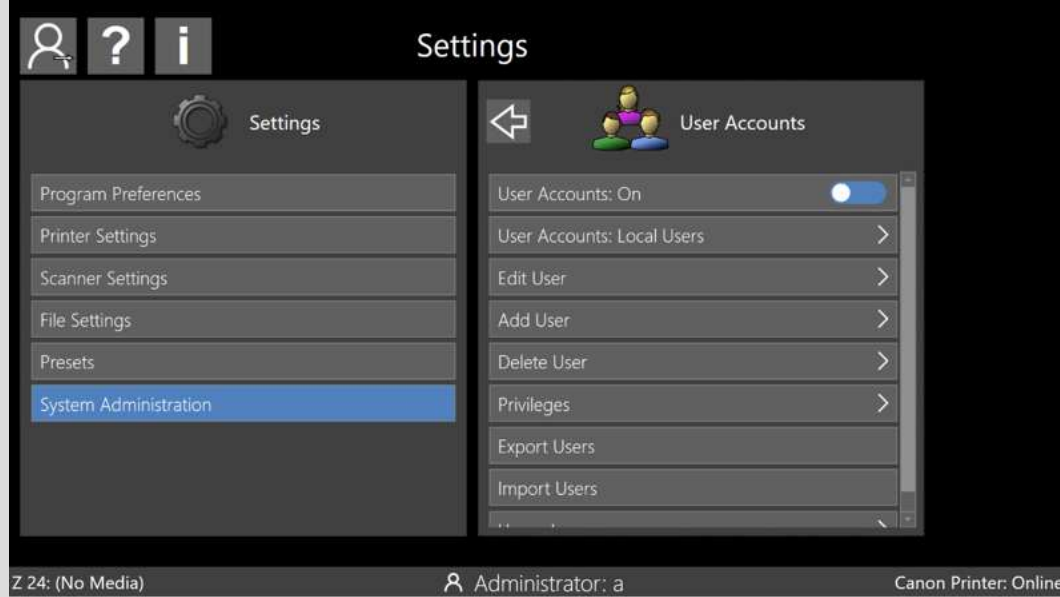 ? i Settings
Settings
Program Preferences
Printer Settings
Scanner Settings
File Settings
Presets
System Administration
User Accounts
User Accounts: On
User Accounts: Local Users
Edit User
Add User
Delete User
Privileges
Export Users
Import Users
Z 24: (No Media) Administrator: a Canon Printer: Online